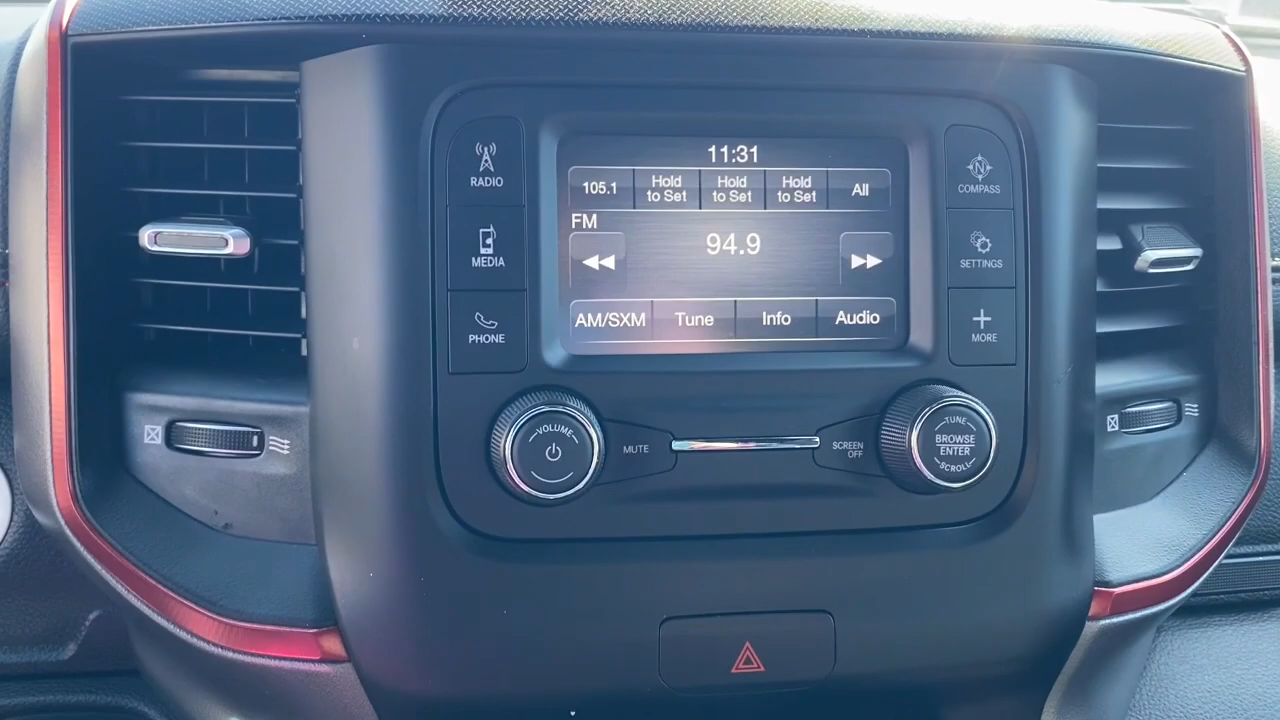 11:31
105.1
Hold
to Set
Hold
to Set
Hold
to Set
All
FM
94.9
AM/SXM
Tune
Info
Audio
RADIO
MEDIA
PHONE
N
COMPASS
SETTINGS
MORE
VOLUME
MUTE
SCREEN
OFF
TUNE
BROWSE
ENTER
SCROLL